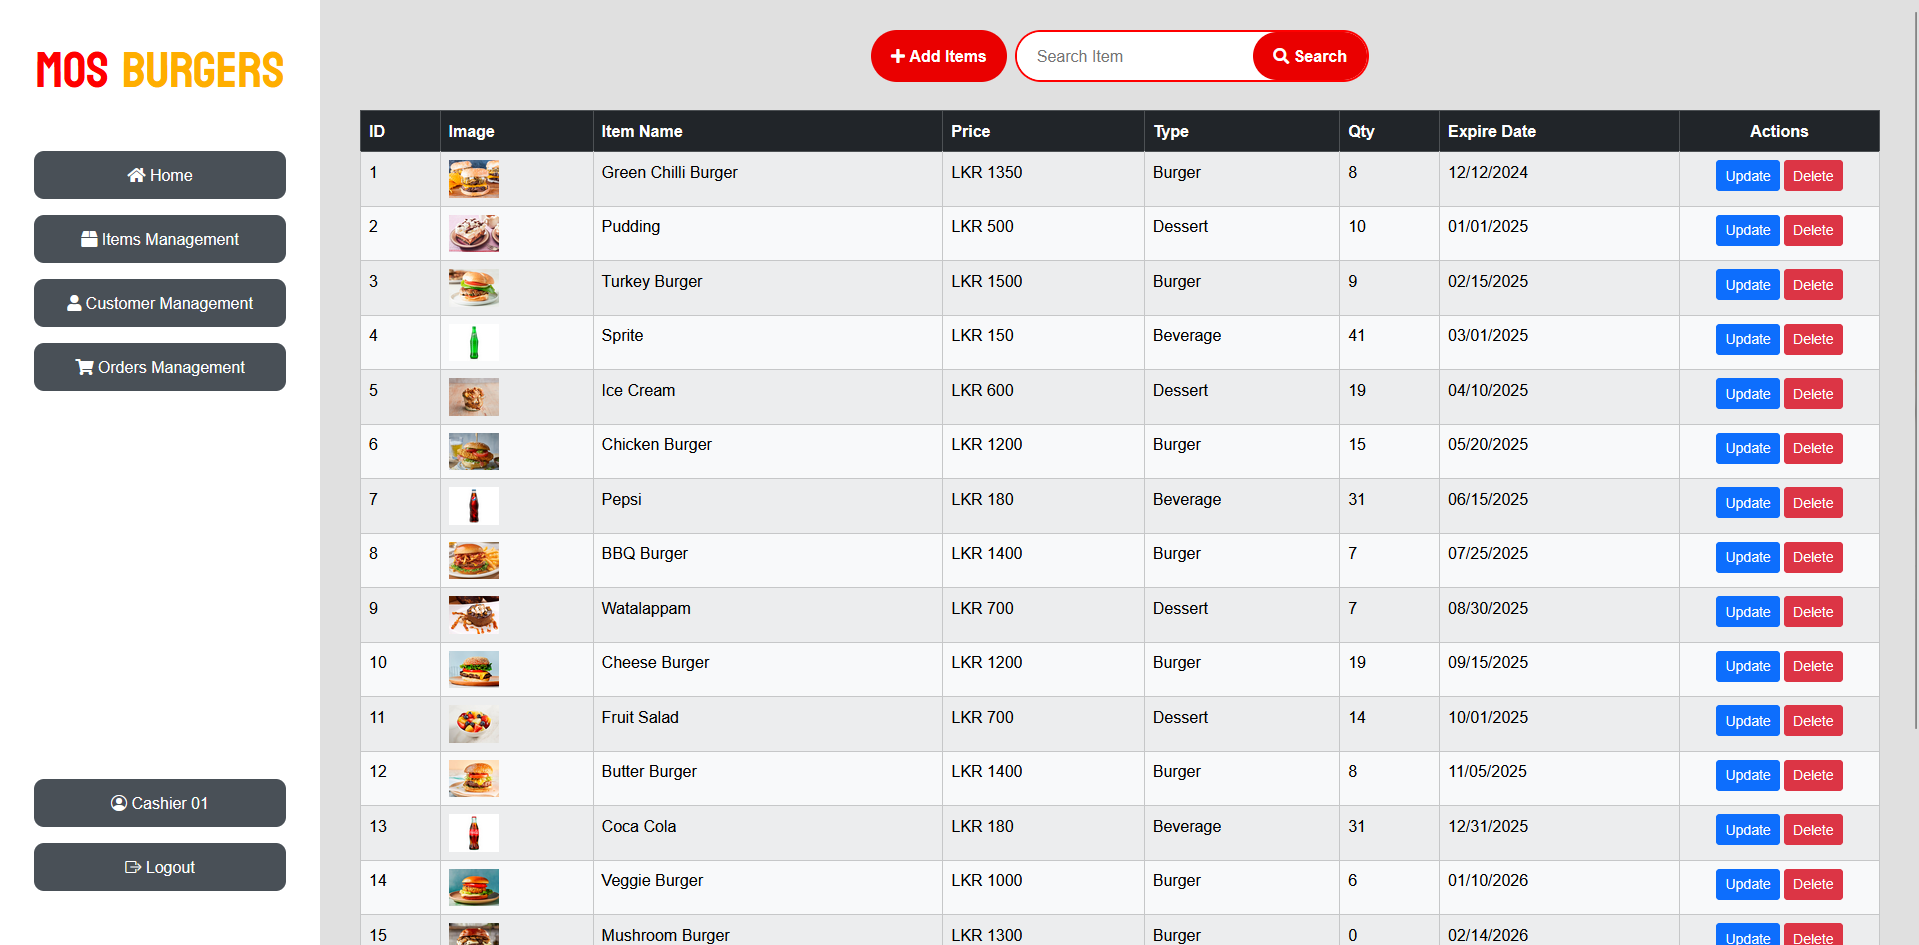 MOS BURGERS
Home
Items Management
Customer Management
Orders Management
Cashier 01
Logout
Add Items Search Item Search
ID Image Item Name Price Type Qty Expire Date Actions
1 Green Chilli Burger LKR 1350 Burger 8 12/12/2024 Update Delete
2 Pudding LKR 500 Dessert 10 01/01/2025 Update Delete
3 Turkey Burger LKR 1500 Burger 9 02/15/2025 Update Delete
4 Sprite LKR 150 Beverage 41 03/01/2025 Update Delete
5 Ice Cream LKR 600 Dessert 19 04/10/2025 Update Delete
6 Chicken Burger LKR 1200 Burger 15 05/20/2025 Update Delete
7 Pepsi LKR 180 Beverage 31 06/15/2025 Update Delete
8 BBQ Burger LKR 1400 Burger 7 07/25/2025 Update Delete
9 Watalappam LKR 700 Dessert 7 08/30/2025 Update Delete
10 Cheese Burger LKR 1200 Burger 19 09/15/2025 Update Delete
11 Fruit Salad LKR 700 Dessert 14 10/01/2025 Update Delete
12 Butter Burger LKR 1400 Burger 8 11/05/2025 Update Delete
13 Coca Cola LKR 180 Beverage 31 12/31/2025 Update Delete
14 Veggie Burger LKR 1000 Burger 6 01/10/2026 Update Delete
15 Mushroom Burger LKR 1300 Burger 0 02/14/2026 Update Delete